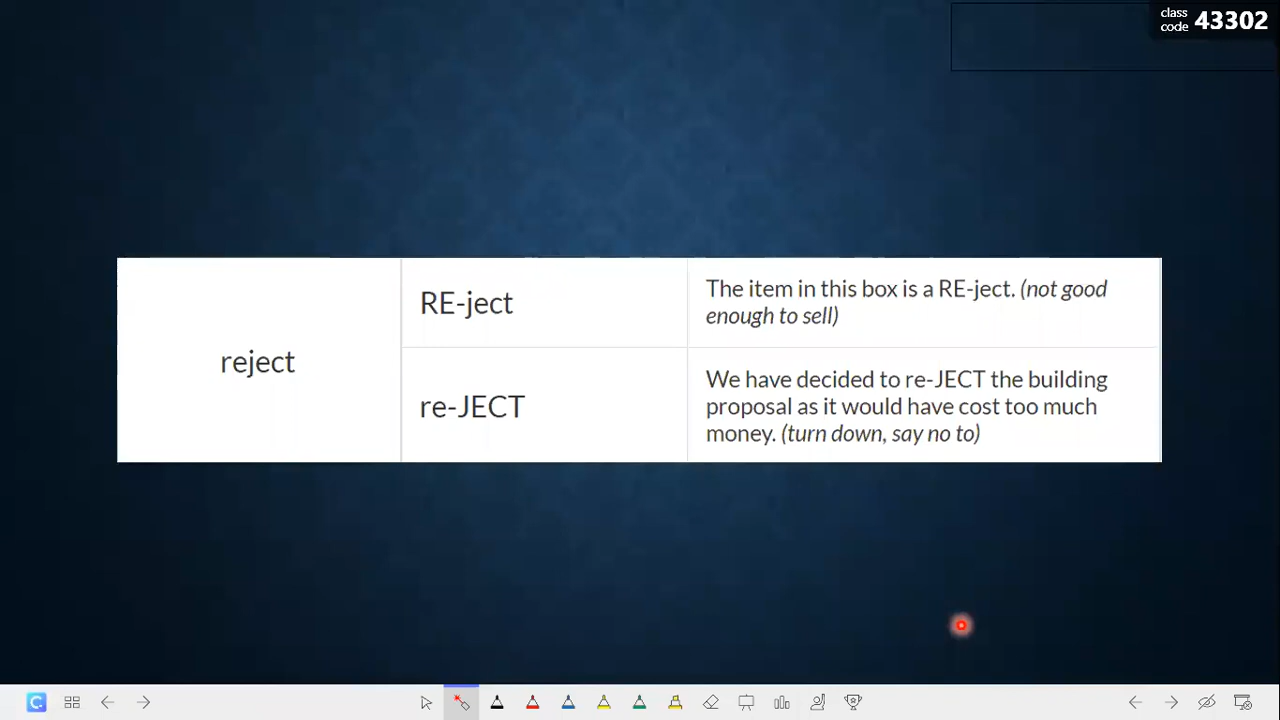 class
code 43302
RE-ject
The item in this box is a RE-ject. (not good
enough to sell)
reject
re-JECT
We have decided to re-JECT the building
proposal as it would have cost too much
money. (turn down, say no to)